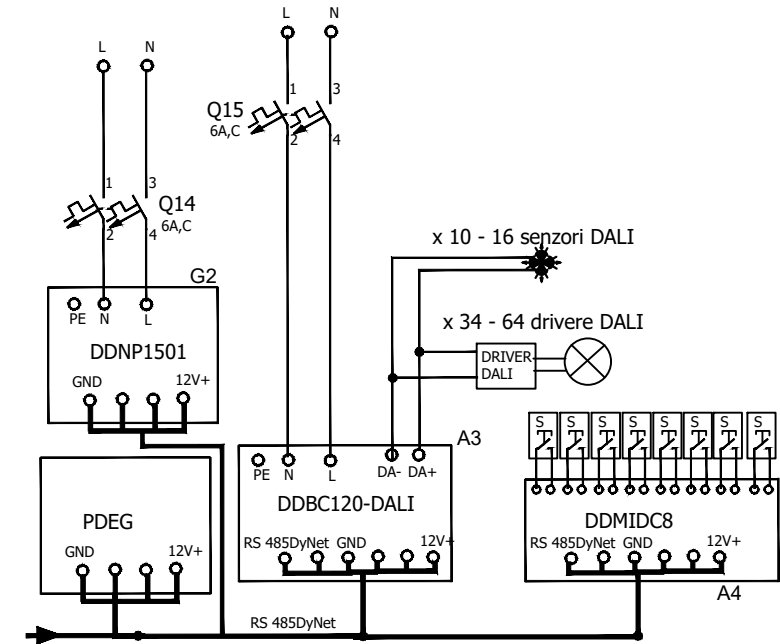 L
N
L
N
1
3
Q15
6A,C
2
4
1
3
Q14
6A,C
2
4
x 10 - 16 senzori DALI
G2
PE
N
L
DDNP1501
GND
12V+
x 34 - 64 drivere DALI
DRIVER
DALI
S
S
S
S
S
S
S
S
A3
PE
N
L
DA-
DA+
DDBC120-DALI
RS 485DyNet
GND
12V+
PDEG
GND
12V+
DDMIDC8
RS 485DyNet
GND
12V+
A4
RS 485DyNet